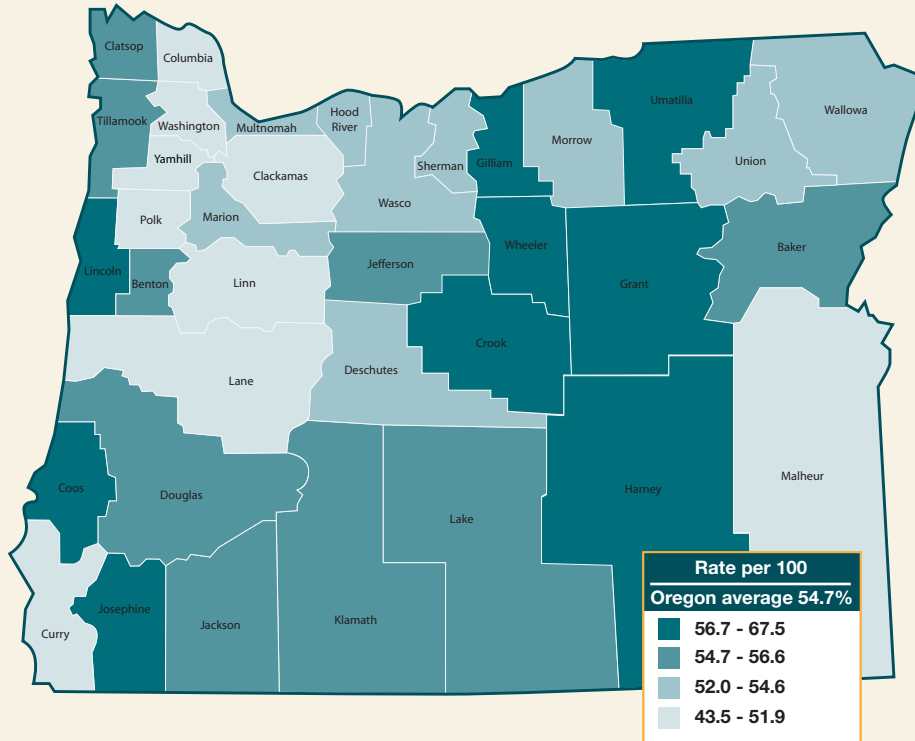 Clatsop
Columbia
Tillamook
Washington
Multnomah
Hood
River
Yamhill
Clackamas
Sherman
Gilliam
Morrow
Umatilla
Union
Wallowa
Polk
Marion
Wasco
Lincoln
Benton
Linn
Jefferson
Wheeler
Grant
Baker
Lane
Deschutes
Crook
Coos
Douglas
Lake
Harney
Malheur
Curry
Josephine
Jackson
Klamath
Rate per 100
Oregon average 54.7%
56.7 - 67.5
54.7 - 56.6
52.0 - 54.6
43.5 - 51.9